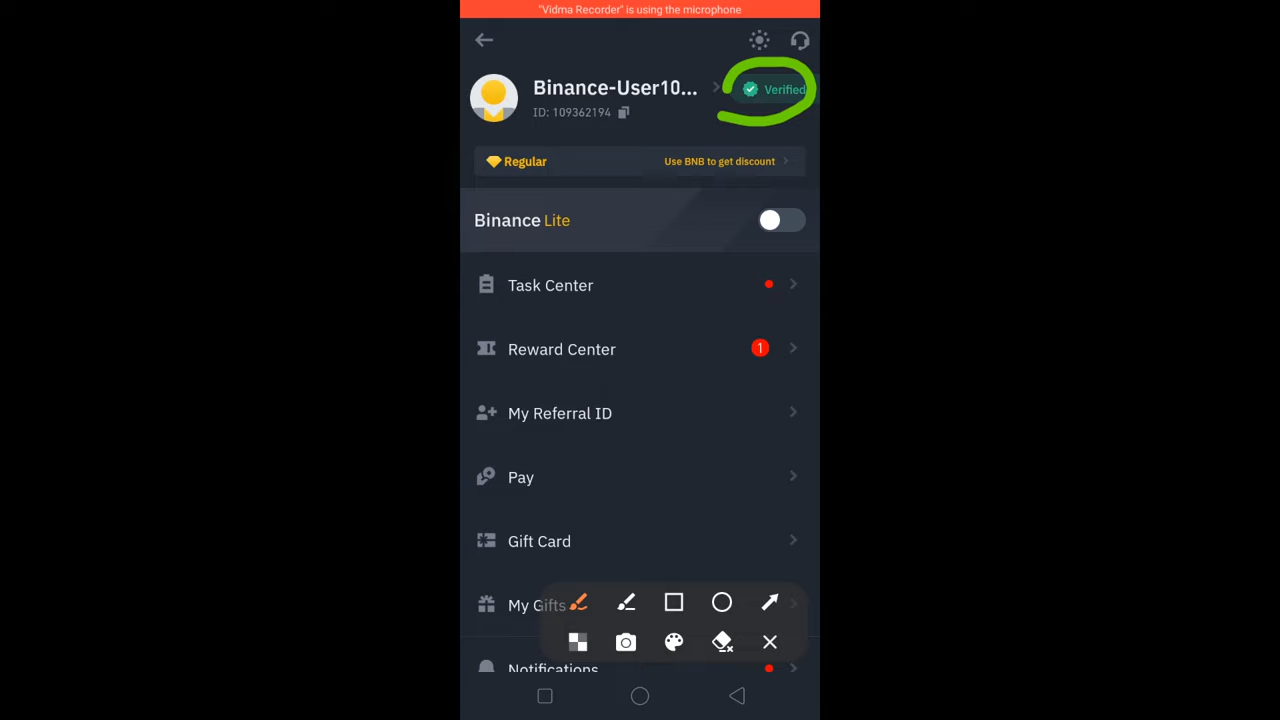 "Vidma Recorder" is using the microphone
Binance-User10...
Verified
ID: 109362194
Regular
Use BNB to get discount
Binance Lite
Task Center
Reward Center
1
My Referral ID
Pay
Gift Card
My Gifts
Notifications